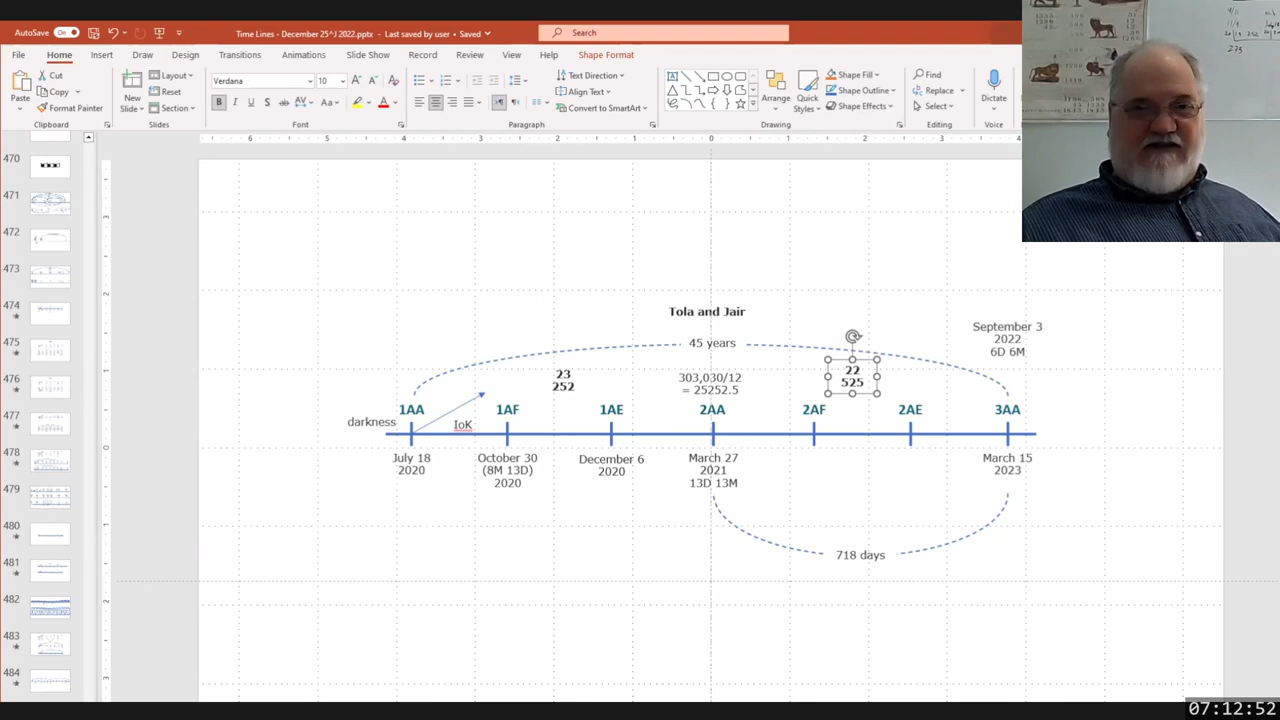 AutoSave On Time Lines - December 25^J 2022.pptx - Last saved by user • Saved Search
File Home Insert Draw Design Transitions Animations Slide Show Record Review View Help Shape Format
Paste Cut Copy Format Painter Clipboard
New Slide Layout Reset Section Slides
Verdana 10 Font
Text Direction Align Text Convert to SmartArt Paragraph
Arrange Quick Styles Shape Fill Shape Outline Shape Effects Drawing
Find Replace Select Editing
Dictate Voice
470
471
472
473
474
475
476
477
478
479
480
481
482
483
484
Tola and Jair
45 years
September 3
2022
6D 6M
23
252
303,030/12
= 25252.5
22
525
1AA 1AF 1AE 2AA 2AF 2AE 3AA
darkness
IoK
July 18
2020
October 30
(8M 13D)
2020
December 6
2020
March 27
2021
13D 13M
March 15
2023
718 days
07:12:52